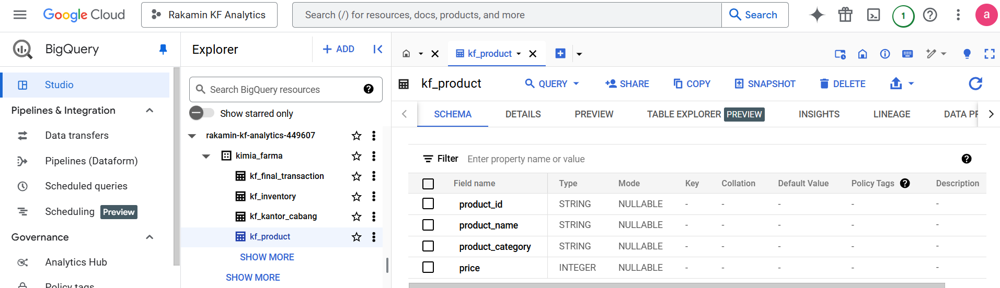 Google Cloud
Rakamin KF Analytics
Search (/) for resources, docs, products, and more
Search
1
a
BigQuery
Studio
Pipelines & Integration
Data transfers
Pipelines (Dataform)
Scheduled queries
Scheduling Preview
Governance
Analytics Hub
Policy tags
Explorer
+ ADD
Search BigQuery resources
Show starred only
rakamin-kf-analytics-449607
kimia_farma
kf_final_transaction
kf_inventory
kf_kantor_cabang
kf_product
SHOW MORE
SHOW MORE
kf_product
kf_product
QUERY
SHARE
COPY
SNAPSHOT
DELETE
SCHEMA DETAILS PREVIEW TABLE EXPLORER PREVIEW INSIGHTS LINEAGE DATA PF
Filter Enter property name or value
Field name Type Mode Key Collation Default Value Policy Tags Description
product_id STRING NULLABLE - - - - -
product_name STRING NULLABLE - - - - -
product_category STRING NULLABLE - - - - -
price INTEGER NULLABLE - - - - -